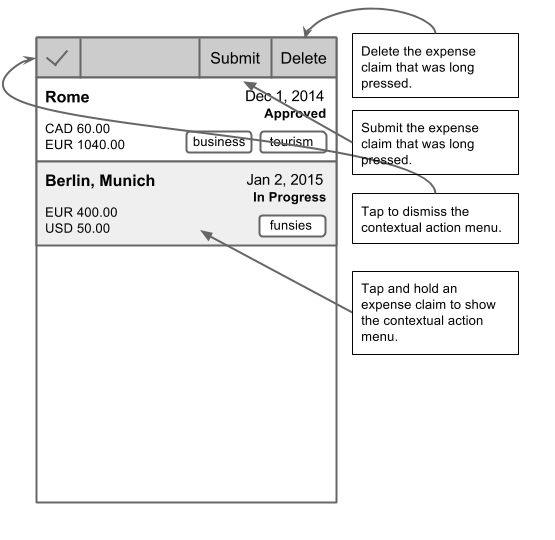 Submit Delete
Rome Dec 1, 2014
Approved
CAD 60.00
EUR 1040.00 business tourism
Berlin, Munich Jan 2, 2015
In Progress
EUR 400.00
USD 50.00 funsies
Delete the expense
claim that was long
pressed.
Submit the expense
claim that was long
pressed.
Tap to dismiss the
contextual action menu.
Tap and hold an
expense claim to show
the contextual action
menu.